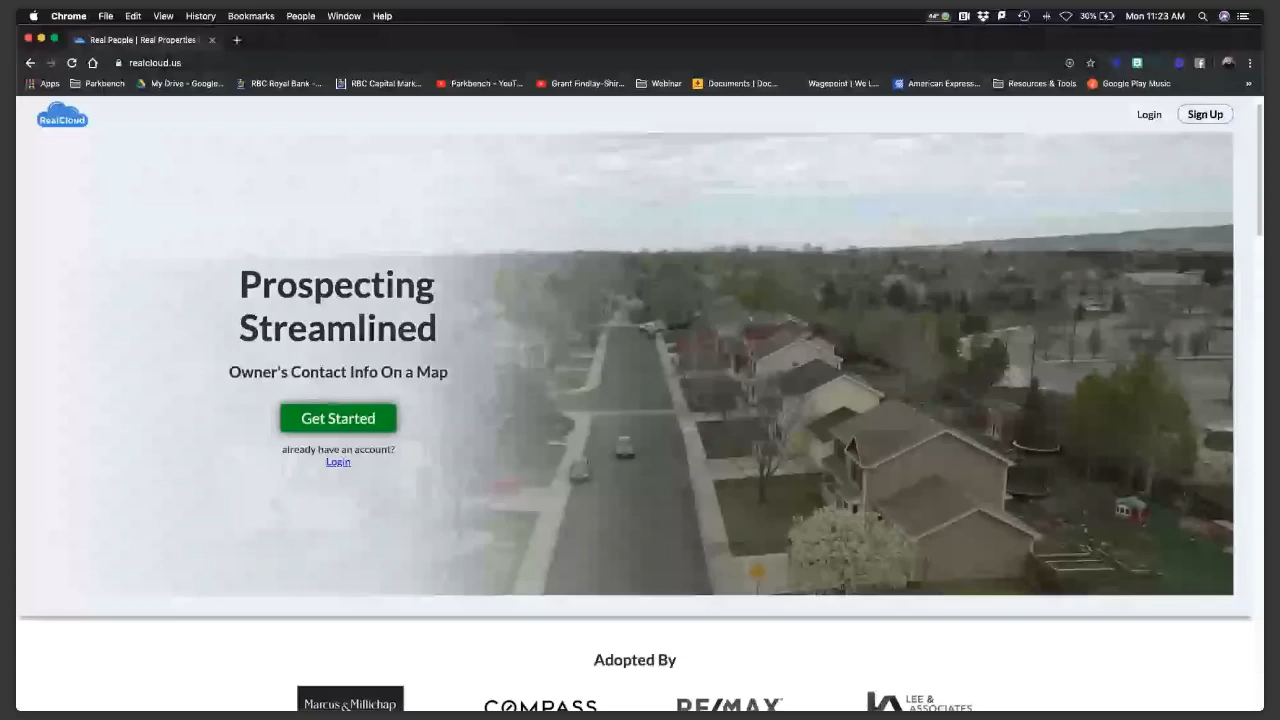 Chrome File Edit View History Bookmarks People Window Help
30% Mon 11:23 AM
Real People | Real Properties
realcloud.us
Apps Parkbench My Drive - Google... RBC Royal Bank -... RBC Capital Mark... Parkbench - YouT... Grant Findlay-Shir... Webinar Documents | Doc... Wagepoint | We L... American Express... Resources & Tools Google Play Music »
RealCloud
Login Sign Up
Prospecting
Streamlined
Owner's Contact Info On a Map
Get Started
already have an account?
Login
Adopted By
Marcus & Millichap COMPASS RE/MAX LEE &
ASSOCIATES